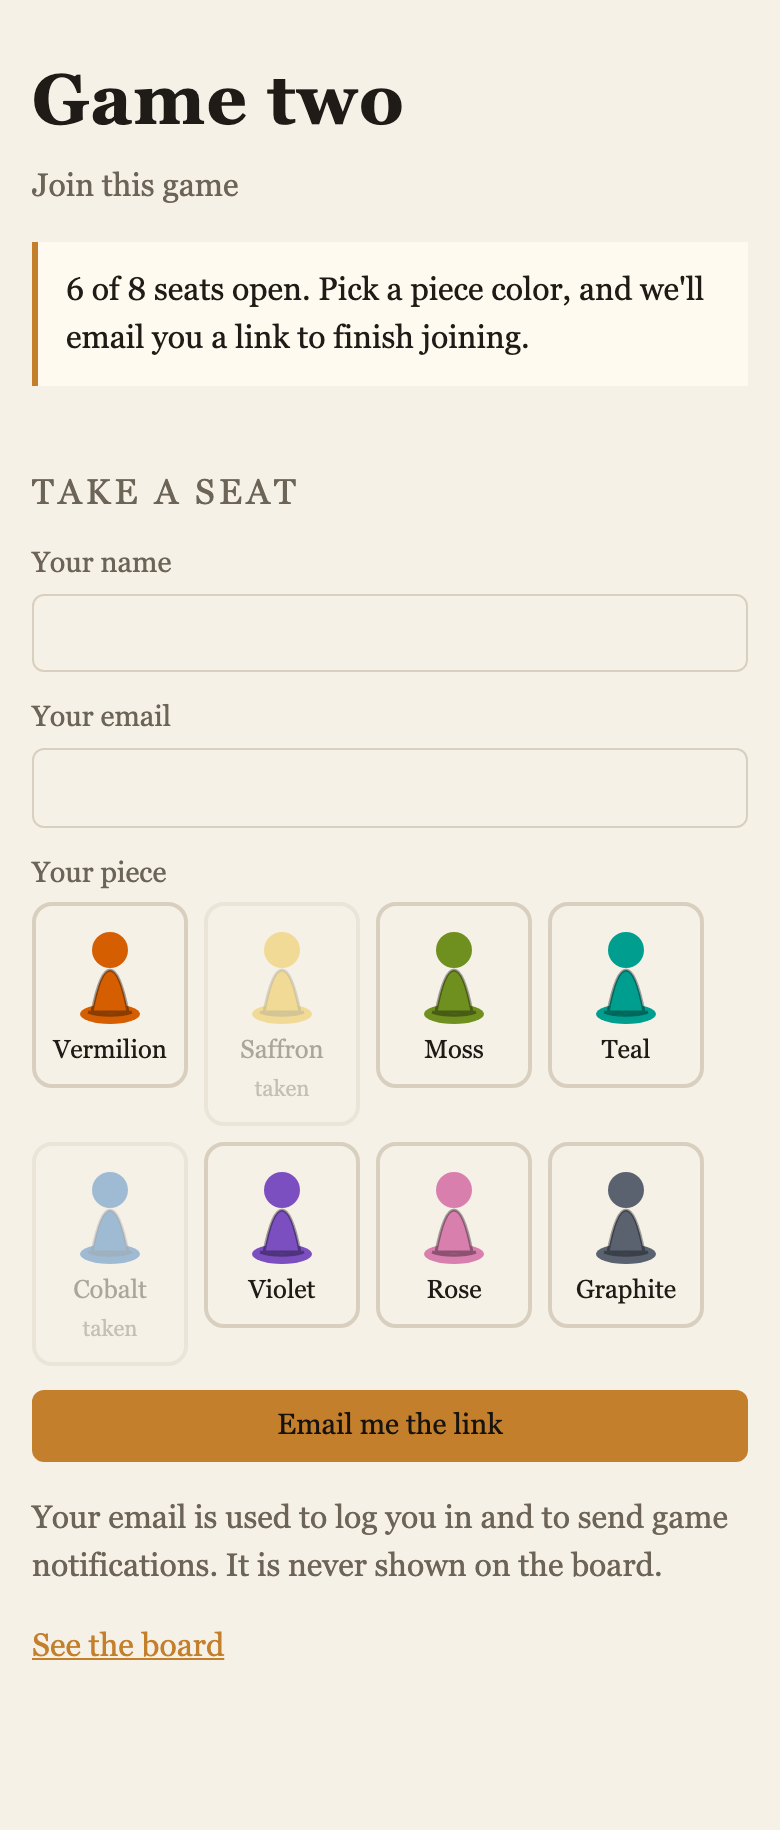 Game two
Join this game
6 of 8 seats open. Pick a piece color, and we'll
email you a link to finish joining.
TAKE A SEAT
Your name
Your email
Your piece
Vermilion
Saffron
taken
Moss
Teal
Cobalt
taken
Violet
Rose
Graphite
Email me the link
Your email is used to log you in and to send game
notifications. It is never shown on the board.
See the board